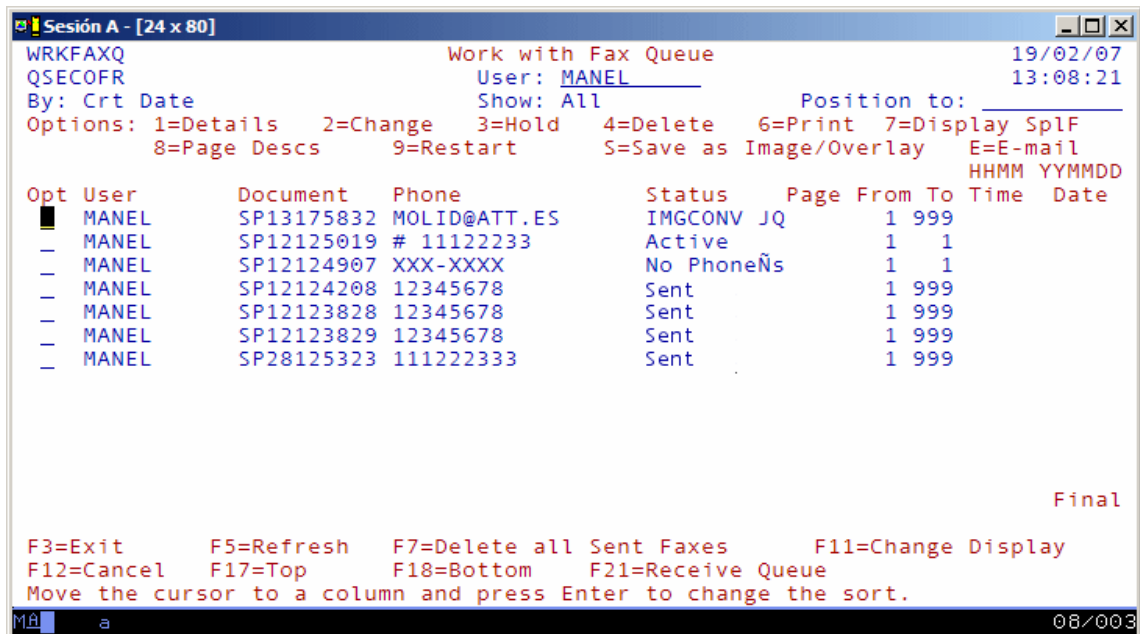 Sesión A - [24 x 80]
WRKFAXQ Work with Fax Queue 19/02/07
QSECOFR User: MANEL 13:08:21
By: Crt Date Show: All Position to:
Options: 1=Details 2=Change 3=Hold 4=Delete 6=Print 7=Display SplF
8=Page Descs 9=Restart S=Save as Image/Overlay E=E-mail
HHMM YYMMDD
Opt User Document Phone Status Page From To Time Date
MANEL SP13175832 MOLID@ATT.ES IMGCONV JQ 1 999
MANEL SP12125019 # 11122233 Active 1 1
MANEL SP12124907 XXX-XXXX No PhoneÑs 1 1
MANEL SP12124208 12345678 Sent 1 999
MANEL SP12123828 12345678 Sent 1 999
MANEL SP12123829 12345678 Sent 1 999
MANEL SP28125323 111222333 Sent 1 999
Final
F3=Exit F5=Refresh F7=Delete all Sent Faxes F11=Change Display
F12=Cancel F17=Top F18=Bottom F21=Receive Queue
Move the cursor to a column and press Enter to change the sort.
MA a 08/003